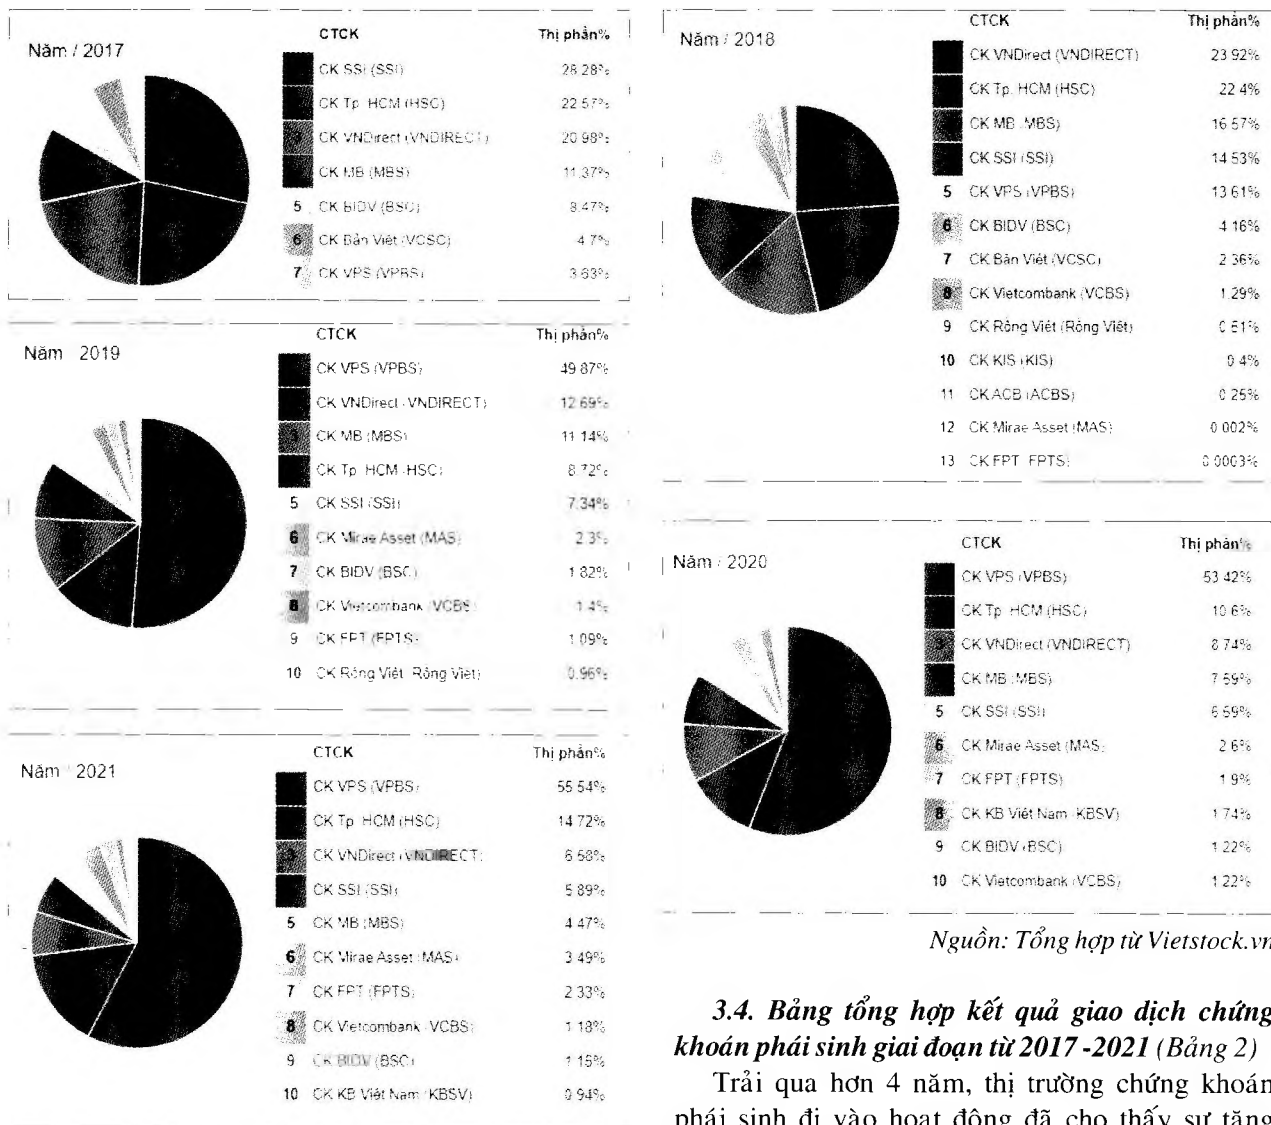 Năm / 2017
CTCK Thị phần%
CK SSI (SSI) 28.28%
CK Tp. HCM (HSC) 22.57%
3 CK VNDirect (VNDIRECT) 20.98%
CK MB (MBS) 11.37%
5 CK BIDV (BSC) 8.47%
6 CK Bản Việt (VCSC) 4.7%
7 CK VPS (VPBS) 3.63%
Năm / 2018
CTCK Thị phần%
CK VNDirect (VNDIRECT) 23.92%
CK Tp. HCM (HSC) 22.4%
CK MB (MBS) 16.57%
CK SSI (SSI) 14.53%
5 CK VPS (VPBS) 13.61%
6 CK BIDV (BSC) 4.16%
7 CK Bản Việt (VCSC) 2.36%
8 CK Vietcombank (VCBS) 1.29%
9 CK Rồng Việt (Rồng Việt) 0.51%
10 CK KIS (KIS) 0.4%
11 CK ACB (ACBS) 0.25%
12 CK Mirae Asset (MAS) 0.002%
13 CK FPT (FPTS) 0.0003%
Năm 2019
CTCK Thị phần%
CK VPS (VPBS) 49.87%
CK VNDirect (VNDIRECT) 12.69%
3 CK MB (MBS) 11.14%
CK Tp. HCM (HSC) 8.72%
5 CK SSI (SSI) 7.34%
6 CK Mirae Asset (MAS) 2.3%
7 CK BIDV (BSC) 1.82%
8 CK Vietcombank (VCBS) 1.4%
9 CK FPT (FPTS) 1.09%
10 CK Rồng Việt (Rồng Việt) 0.96%
Năm / 2020
CTCK Thị phần%
CK VPS (VPBS) 53.42%
CK Tp. HCM (HSC) 10.6%
3 CK VNDirect (VNDIRECT) 8.74%
CK MB (MBS) 7.59%
5 CK SSI (SSI) 6.59%
6 CK Mirae Asset (MAS) 2.6%
7 CK FPT (FPTS) 1.9%
8 CK KB Việt Nam (KBSV) 1.74%
9 CK BIDV (BSC) 1.22%
10 CK Vietcombank (VCBS) 1.22%
Năm 2021
CTCK Thị phần%
CK VPS (VPBS) 55.54%
CK Tp. HCM (HSC) 14.72%
3 CK VNDirect (VNDIRECT) 6.58%
CK SSI (SSI) 5.89%
5 CK MB (MBS) 4.47%
6 CK Mirae Asset (MAS) 3.49%
7 CK FPT (FPTS) 2.33%
8 CK Vietcombank (VCBS) 1.18%
9 CK BIDV (BSC) 1.15%
10 CK KB Việt Nam (KBSV) 0.94%
Nguồn: Tổng hợp từ Vietstock.vn
3.4. Bảng tổng hợp kết quả giao dịch chứng
khoán phái sinh giai đoạn từ 2017 -2021 (Bảng 2)
Trải qua hơn 4 năm, thị trường chứng khoán
phái sinh đi vào hoạt động đã cho thấy sự tăng